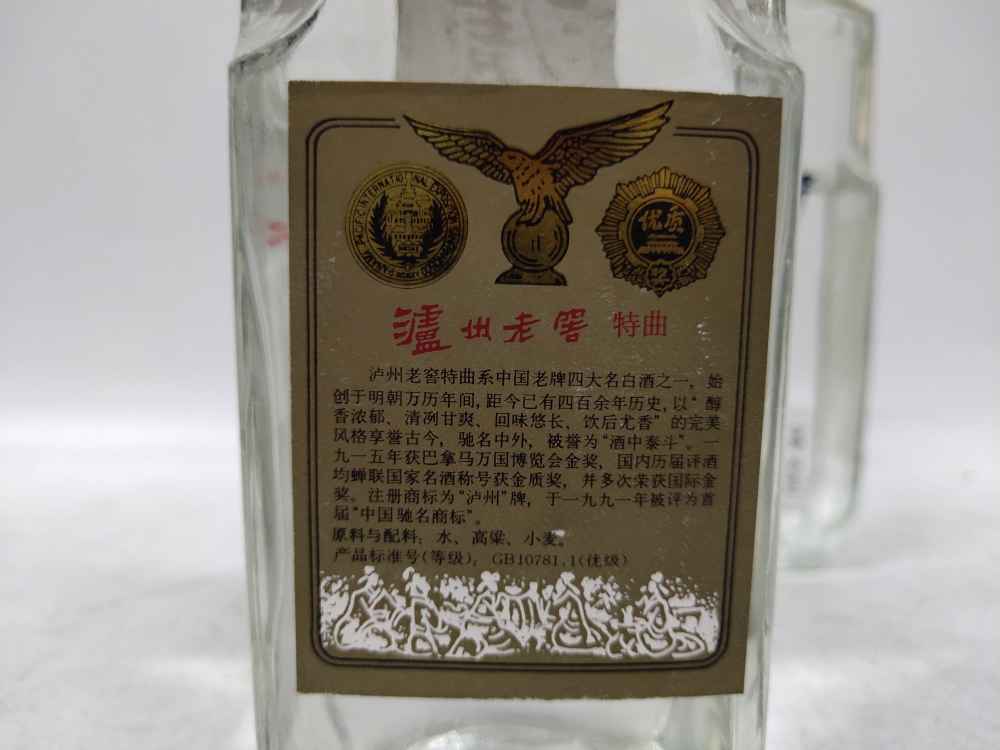 PACIFIC INTERNATIONAL
优质
奖
泸州老窖 特曲
泸州老窖特曲系中国老牌四大名白酒之一，始
创于明朝万历年间，距今已有四百余年历史，以“醇
香浓郁、清冽甘爽、回味悠长、饮后尤香”的完美
风格享誉古今，驰名中外，被誉为“酒中泰斗”。一
九一五年获巴拿马万国博览会金奖，国内历届评酒
均蝉联国家名酒称号获金质奖，并多次荣获国际金
奖。注册商标为“泸州”牌，于一九九一年被评为首
届“中国驰名商标”。
原料与配料：水、高粱、小麦。
产品标准号(等级)：GB10781.1(优级)